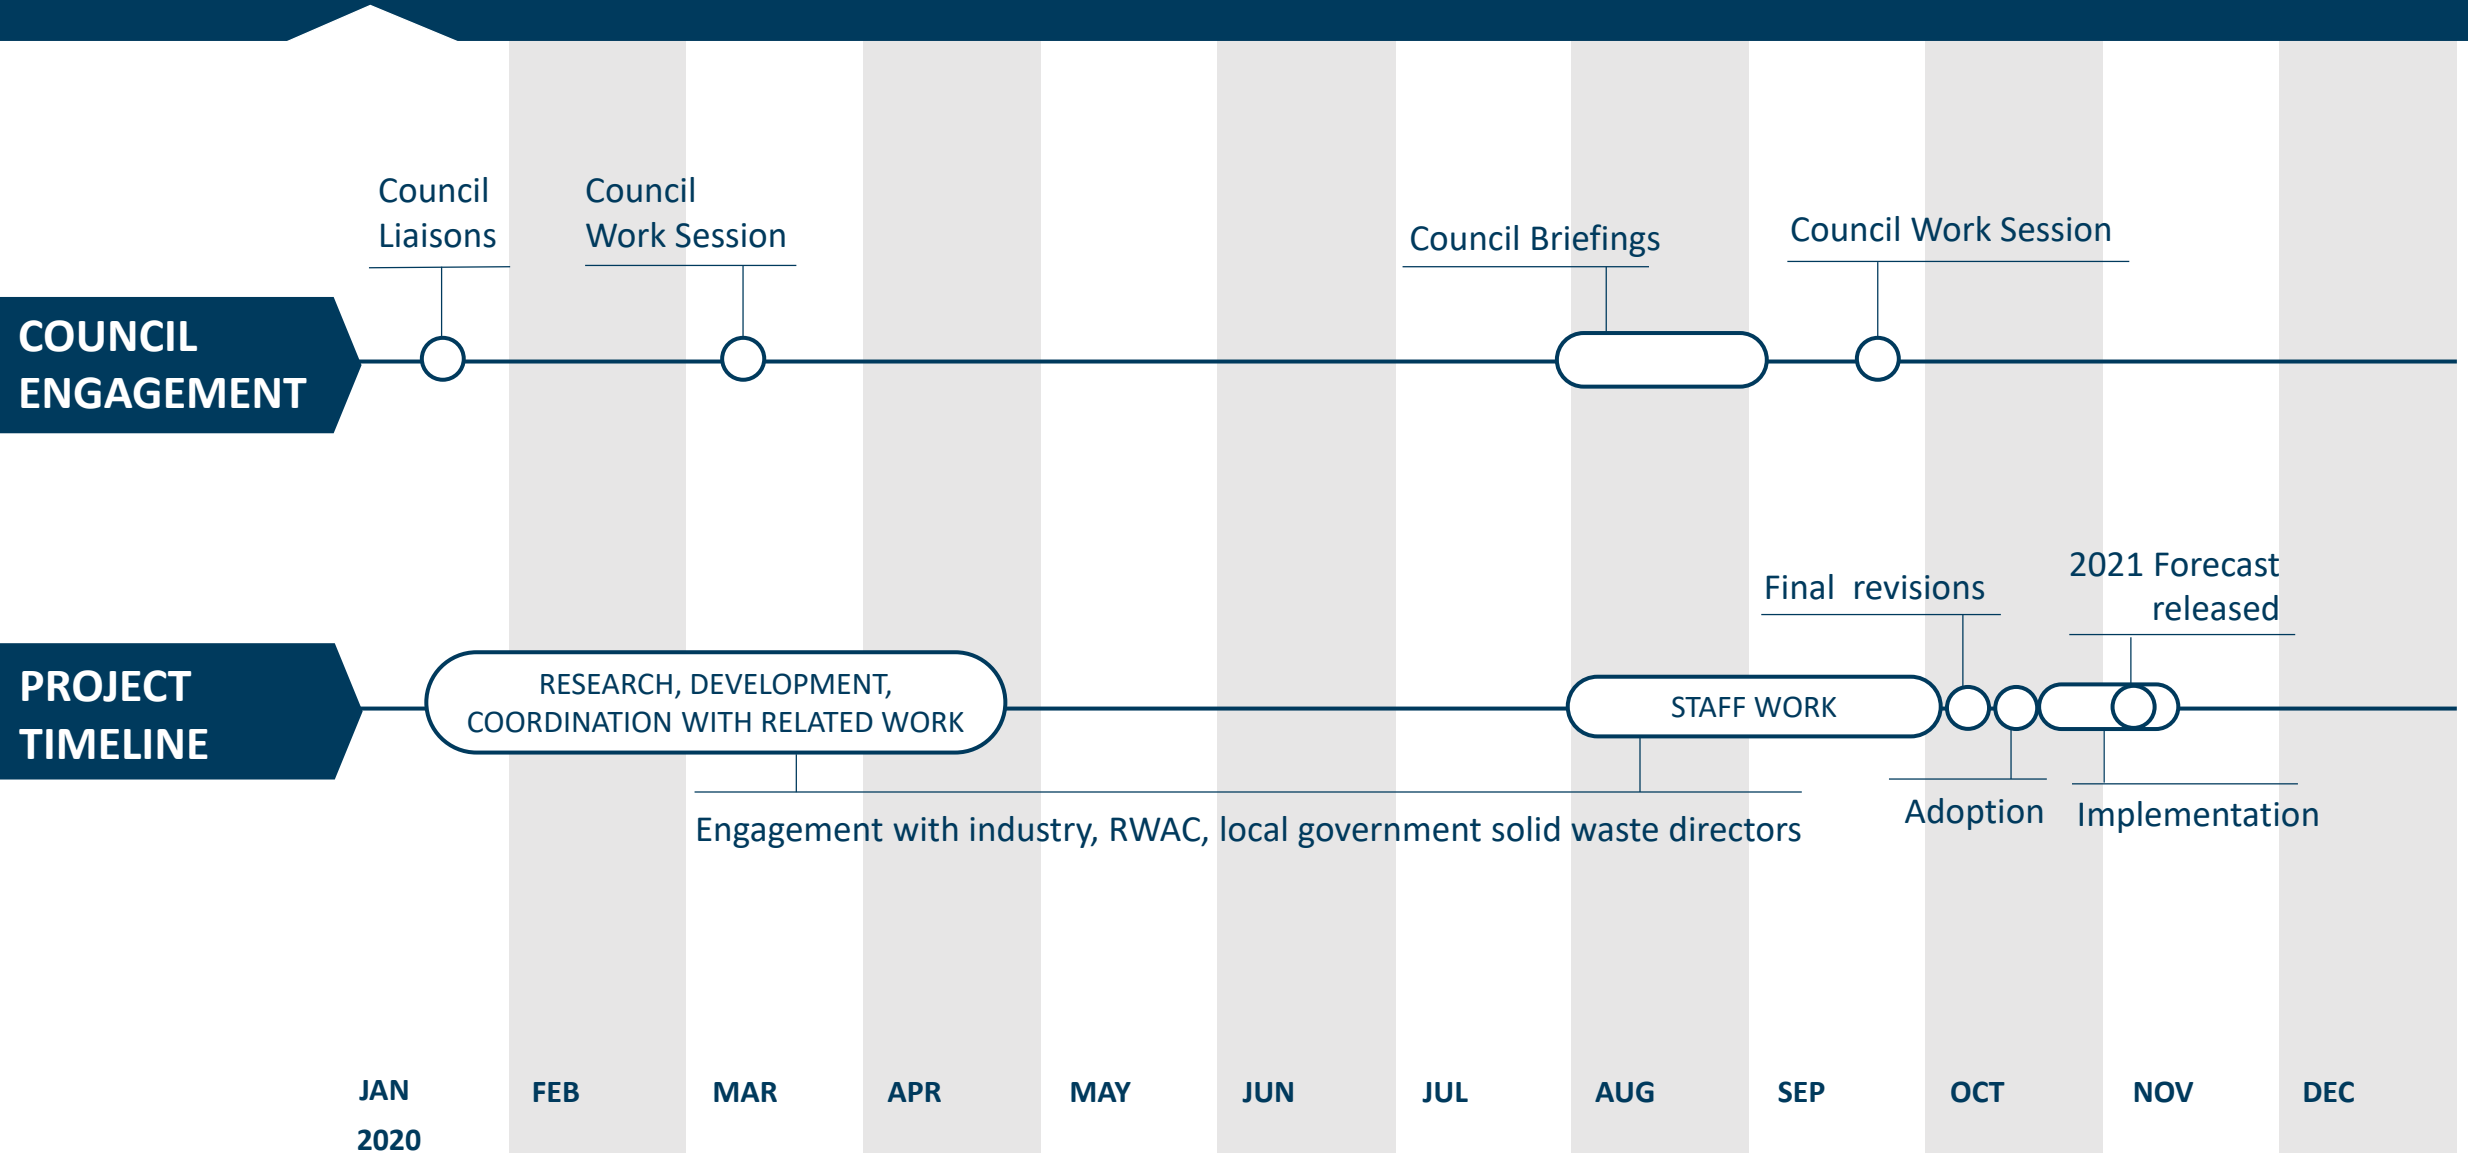 Council
Liaisons
Council
Work Session
Council Briefings
Council Work Session
COUNCIL
ENGAGEMENT
Final  revisions
2021 Forecast
released
PROJECT
TIMELINE
RESEARCH, DEVELOPMENT,
COORDINATION WITH RELATED WORK
STAFF WORK
Engagement with industry, RWAC, local government solid waste directors
Adoption
Implementation
JAN
2020
FEB
MAR
APR
MAY
JUN
JUL
AUG
SEP
OCT
NOV
DEC